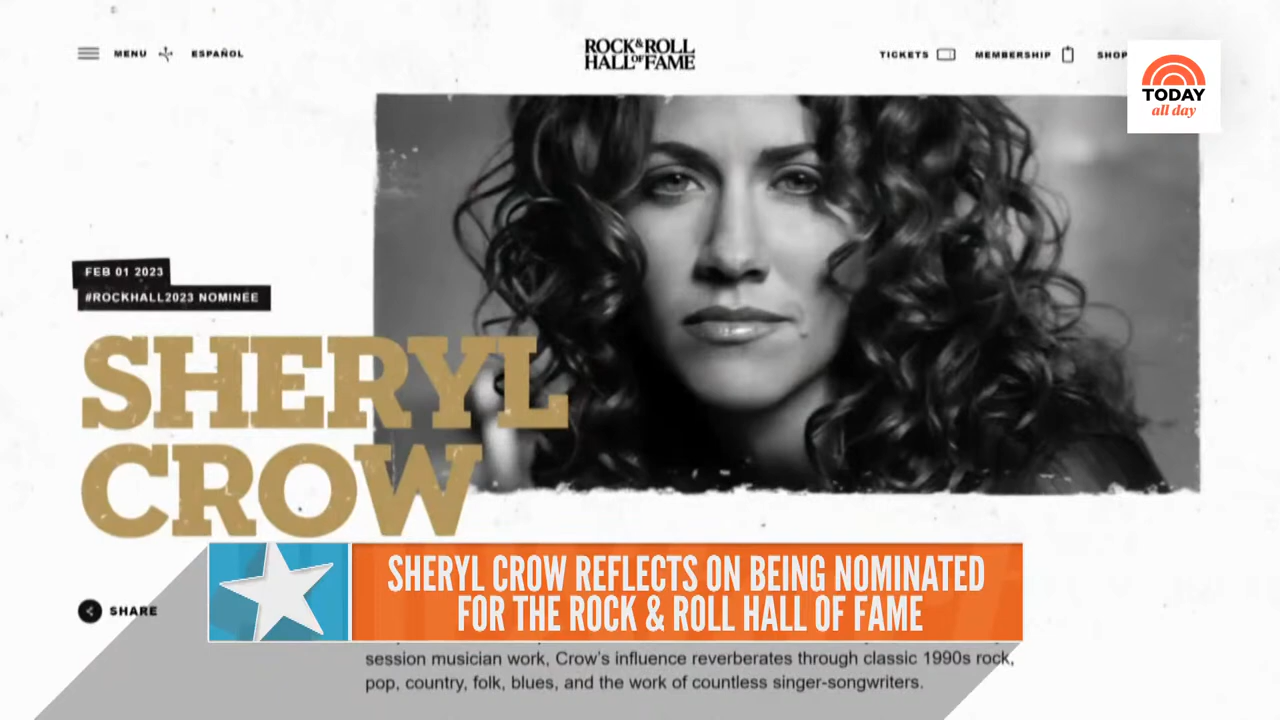 MENU
ESPAÑOL
ROCK & ROLL
HALL OF FAME
TICKETS
MEMBERSHIP
SHOP
TODAY
all day
FEB 01 2023
#ROCKHALL2023 NOMINEE
SHERYL
CROW
SHERYL CROW REFLECTS ON BEING NOMINATED
FOR THE ROCK & ROLL HALL OF FAME
SHARE
session musician work, Crow's influence reverberates through classic 1990s rock,
pop, country, folk, blues, and the work of countless singer-songwriters.